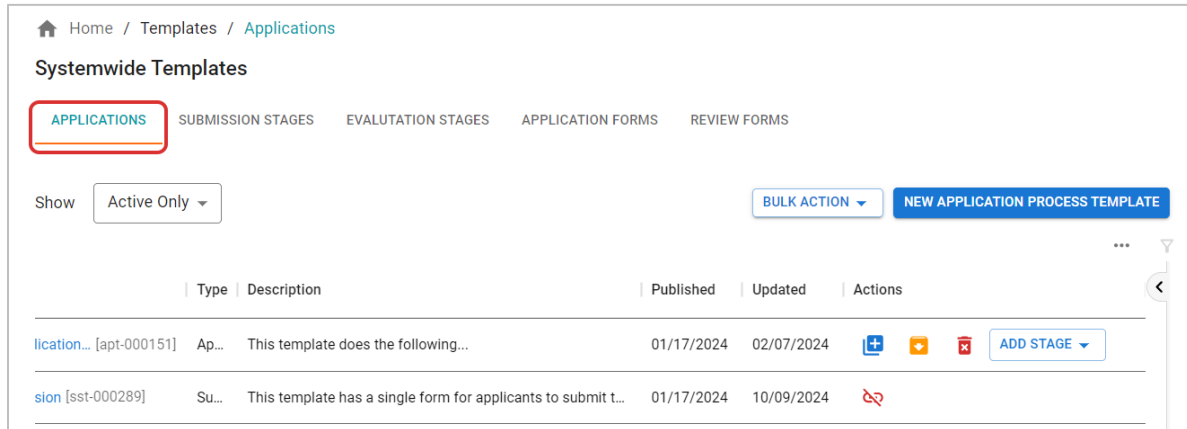 Home / Templates / Applications
Systemwide Templates
APPLICATIONS SUBMISSION STAGES EVALUTATION STAGES APPLICATION FORMS REVIEW FORMS
Show Active Only BULK ACTION NEW APPLICATION PROCESS TEMPLATE
Type Description Published Updated Actions
lication... [apt-000151] Ap... This template does the following... 01/17/2024 02/07/2024 ADD STAGE
sion [sst-000289] Su... This template has a single form for applicants to submit t... 01/17/2024 10/09/2024